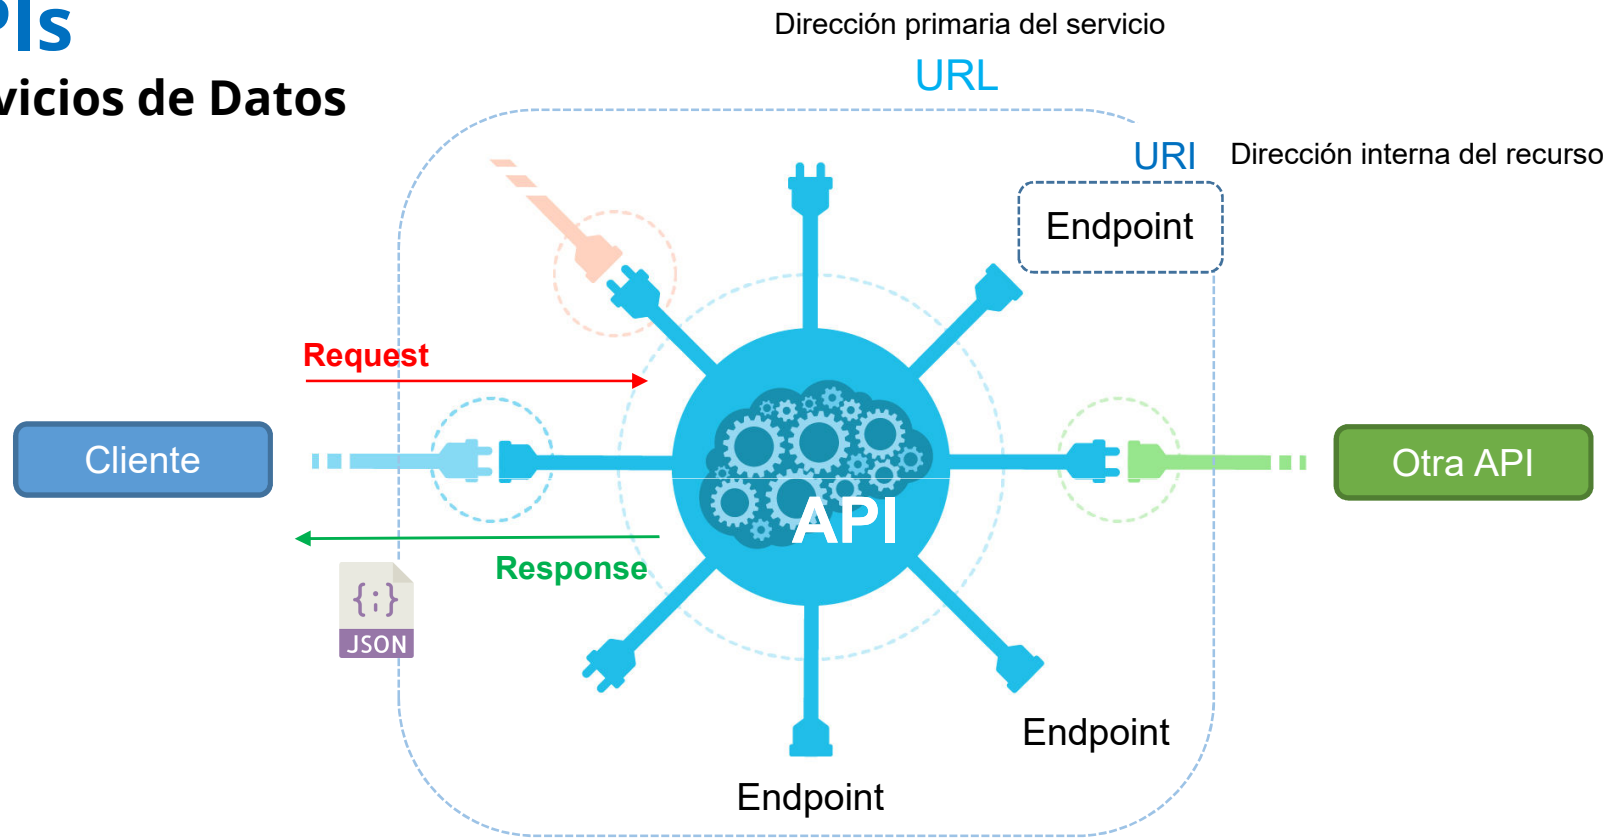 PIs
vicios de Datos
Dirección primaria del servicio
URL
URI
Dirección interna del recurso
Endpoint
Request
Cliente
Otra API
API
Response
{;}
JSON
Endpoint
Endpoint